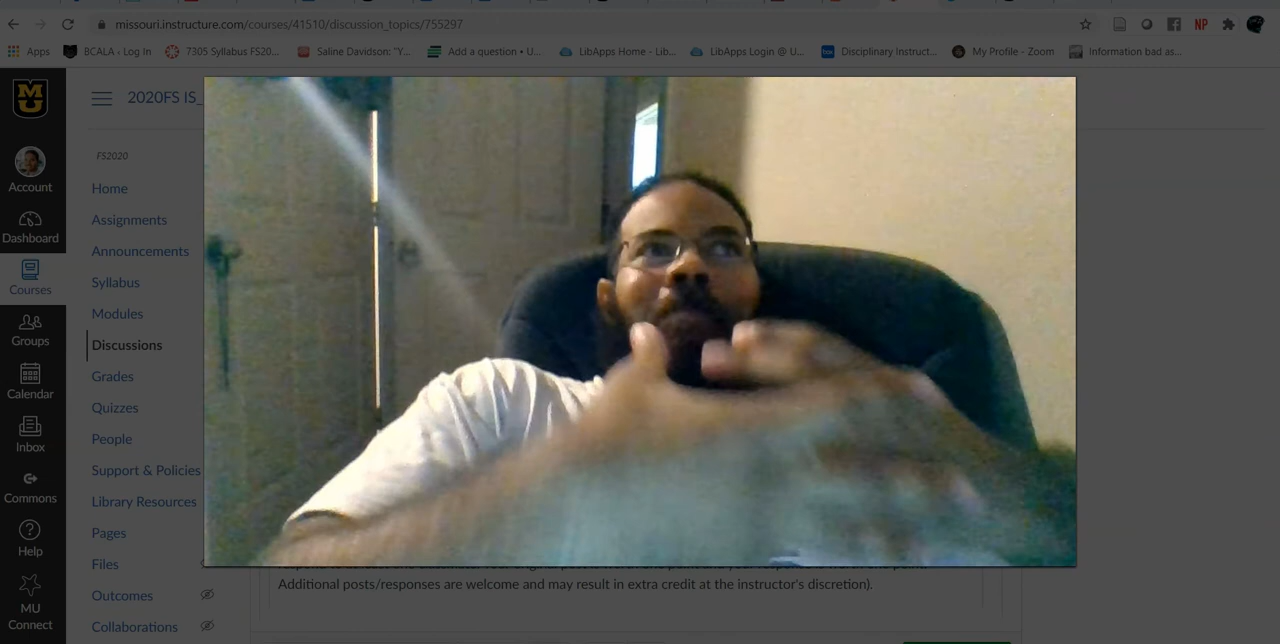 missouri.instructure.com/courses/41510/discussion_topics/755297
Apps BCALA - Log In 7305 Syllabus FS20... Saline Davidson: "Y... Add a question • U... LibApps Home - Lib... LibApps Login @ U... Disciplinary Instruct... My Profile - Zoom Information bad as...
NP
box
MU
2020FS IS_
FS2020
Account
Dashboard
Courses
Groups
Calendar
Inbox
Commons
Help
MU
Connect
Home
Assignments
Announcements
Syllabus
Modules
Discussions
Grades
Quizzes
People
Support & Policies
Library Resources
Pages
Files
Outcomes
Collaborations
Additional posts/responses are welcome and may result in extra credit at the instructor's discretion).